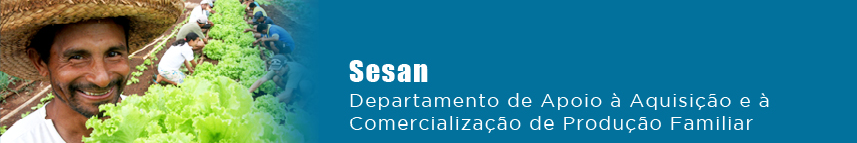 Sesan
Departamento de Apoio à Aquisição e à
Comercialização de Produção Familiar